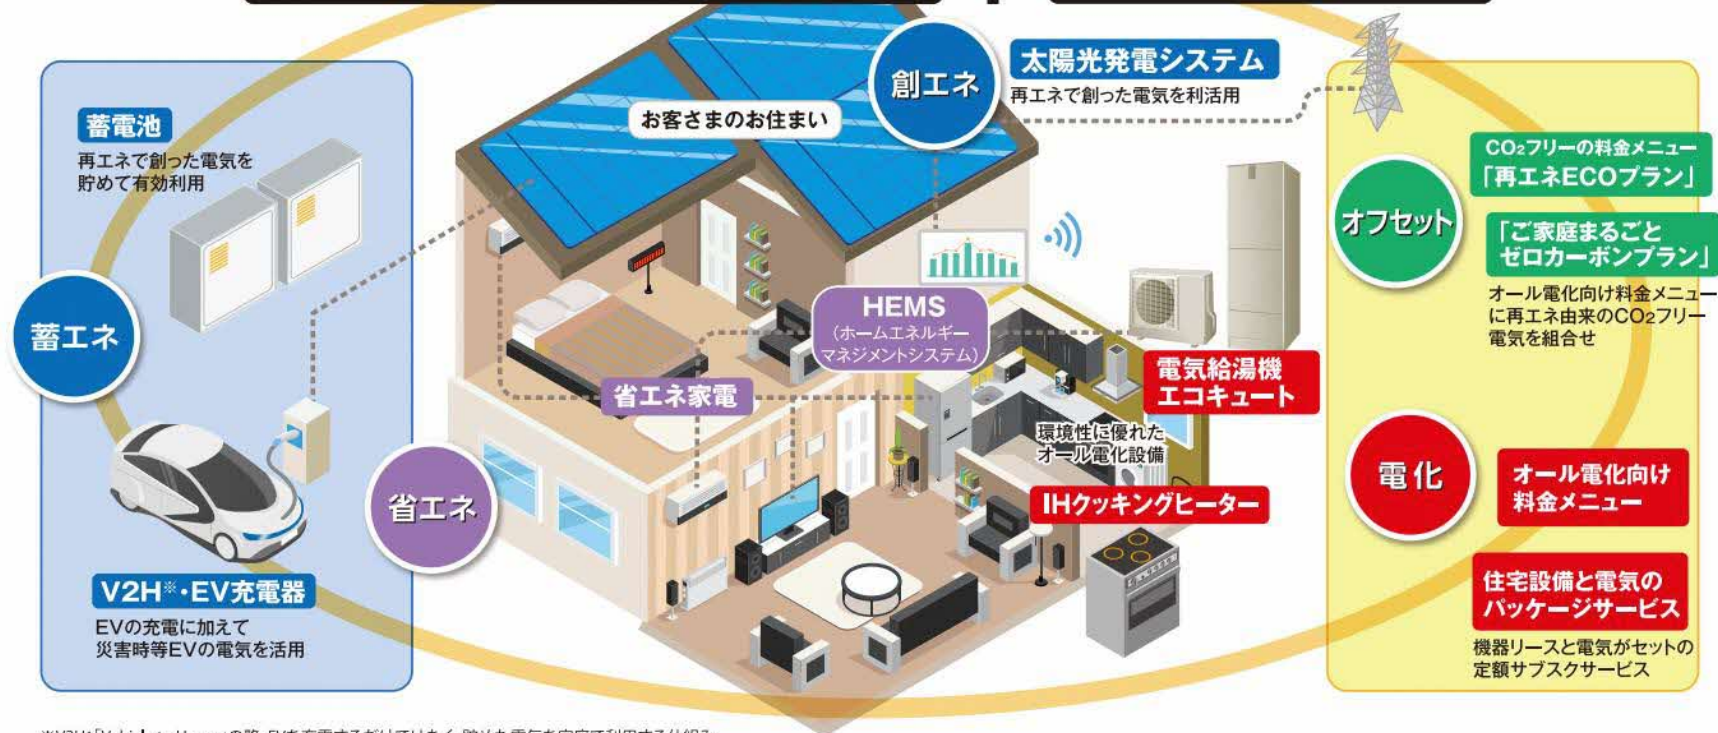 創エネ
太陽光発電システム
再エネで創った電気を利活用
お客さまのお住まい
蓄電池
再エネで創った電気を
貯めて有効利用
蓄エネ
V2H※・EV充電器
EVの充電に加えて
災害時等EVの電気を活用
HEMS
（ホームエネルギー
マネジメントシステム）
省エネ家電
省エネ
電気給湯機
エコキュート
環境性に優れた
オール電化設備
IHクッキングヒーター
オフセット
CO₂フリーの料金メニュー
「再エネECOプラン」
「ご家庭まるごと
ゼロカーボンプラン」
オール電化向け料金メニュー
に再エネ由来のCO₂フリー
電気を組合せ
電化
オール電化向け
料金メニュー
住宅設備と電気の
パッケージサービス
機器リースと電気がセットの
定額サブスクサービス